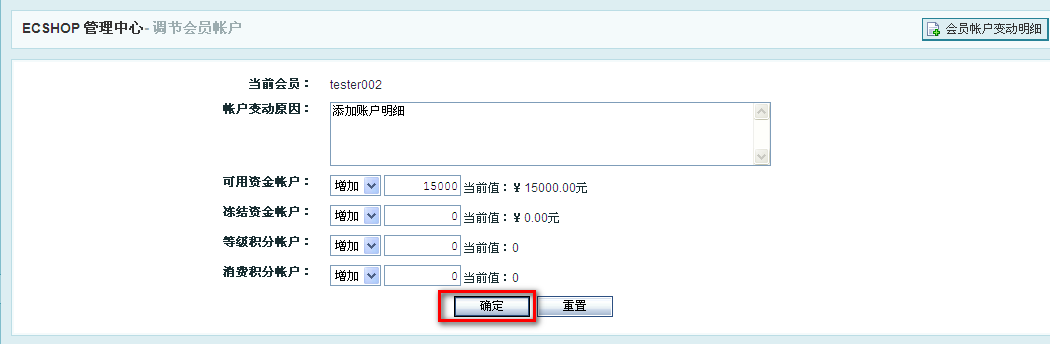 ECSHOP 管理中心- 调节会员帐户
会员帐户变动明细
当前会员： tester002
帐户变动原因： 添加账户明细
可用资金帐户： 增加 15000 当前值：¥ 15000.00元
冻结资金帐户： 增加 0 当前值：¥ 0.00元
等级积分帐户： 增加 0 当前值：0
消费积分帐户： 增加 0 当前值：0
确定 重置